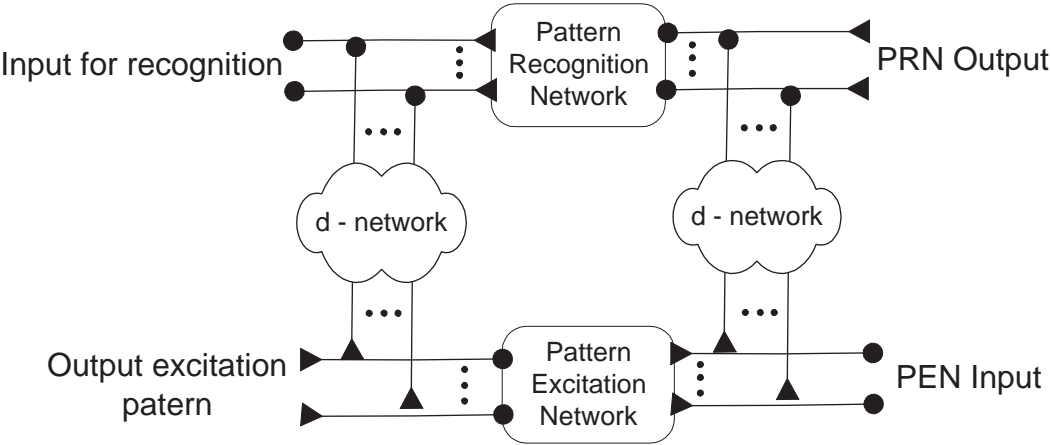 Input for recognition
Pattern
Recognition
Network
PRN Output
d - network
d - network
Output excitation
patern
Pattern
Excitation
Network
PEN Input